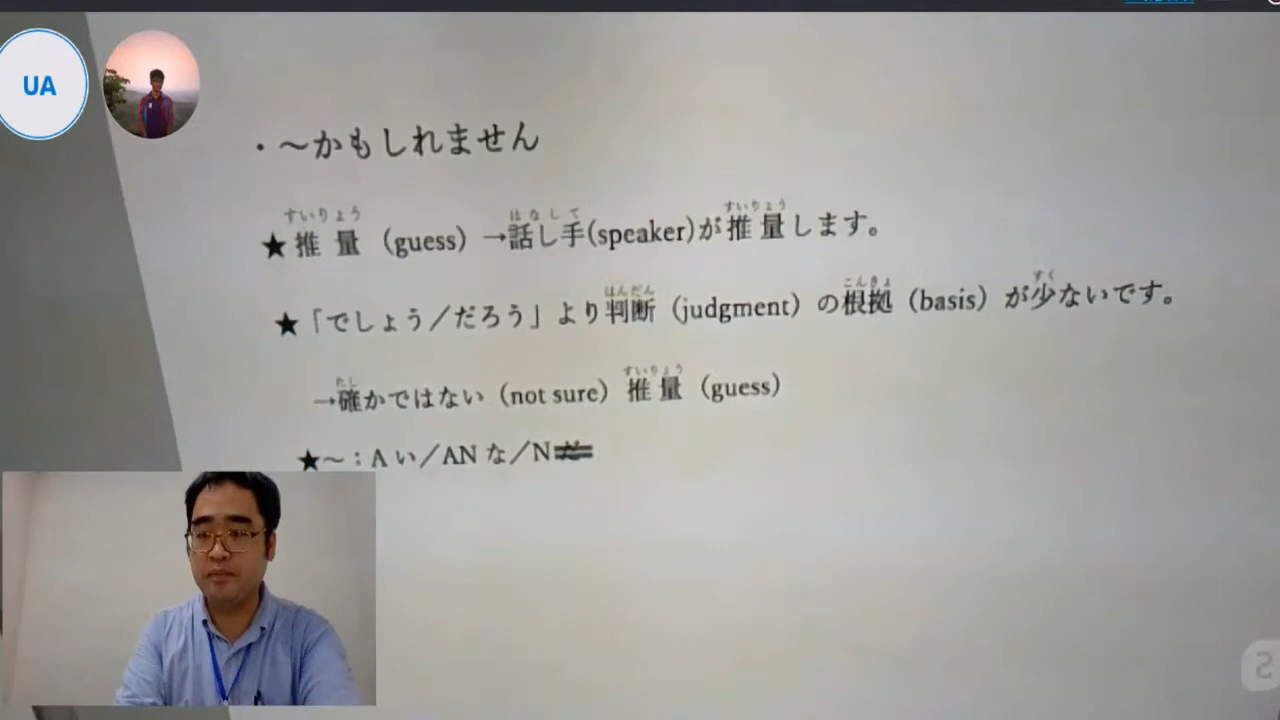 UA
・～かもしれません
すいりょう はなして すいりょう
★推量（guess）→話し手(speaker)が推量します。
はんだん こんきょ すく
★「でしょう／だろう」より判断（judgment）の根拠（basis）が少ないです。
たし すいりょう
→確かではない（not sure）推量（guess）
★～：Aい／ANな／Nだ